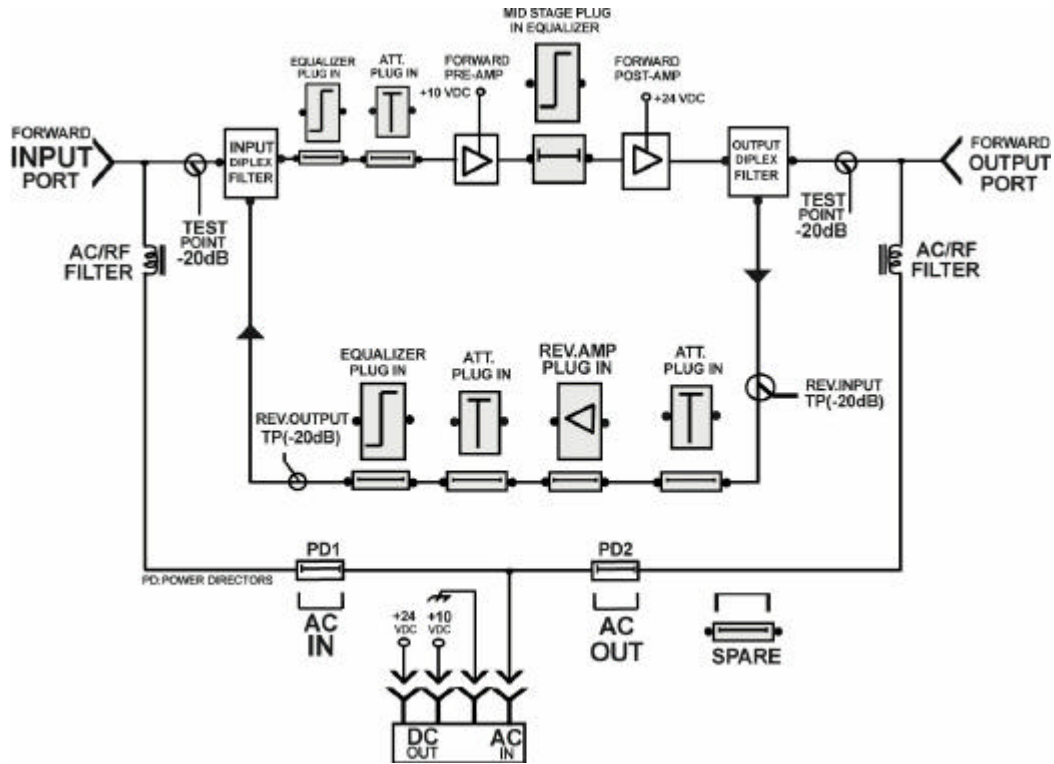 MID STAGE PLUG
IN EQUALIZER
EQUALIZER
PLUG IN
ATT.
PLUG IN
FORWARD
PRE-AMP
+10 VDC
FORWARD
POST-AMP
+24 VDC
FORWARD
INPUT
PORT
INPUT
DIPLEX
FILTER
OUTPUT
DIPLEX
FILTER
FORWARD
OUTPUT
PORT
TEST
POINT
-20dB
TEST
POINT
-20dB
AC/RF
FILTER
AC/RF
FILTER
EQUALIZER
PLUG IN
ATT.
PLUG IN
REV.AMP
PLUG IN
ATT.
PLUG IN
REV.INPUT
TP(-20dB)
REV.OUTPUT
TP(-20dB)
PD1
PD2
PD:POWER DIRECTORS
AC
IN
+24
VDC
+10
VDC
AC
OUT
SPARE
DC
OUT
AC
IN